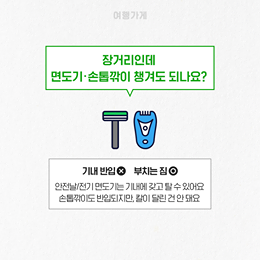 여행가게
장거리인데
면도기·손톱깎이 챙겨도 되나요?
기내 반입 ✕ 부치는 짐 O
안전날/전기 면도기는 기내에 갖고 탈 수 있어요
손톱깎이도 반입되지만, 칼이 달린 건 안 돼요